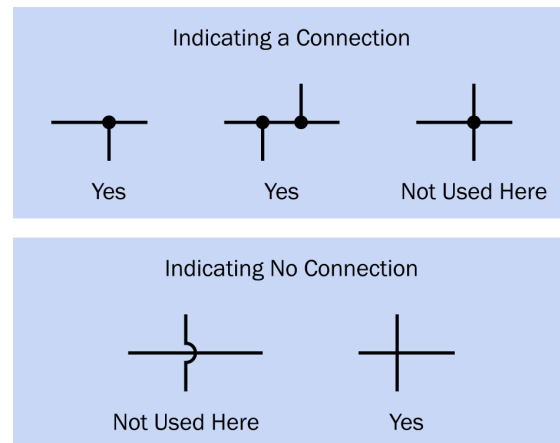 Indicating a Connection
Yes
Yes
Not Used Here
Indicating No Connection
Not Used Here
Yes